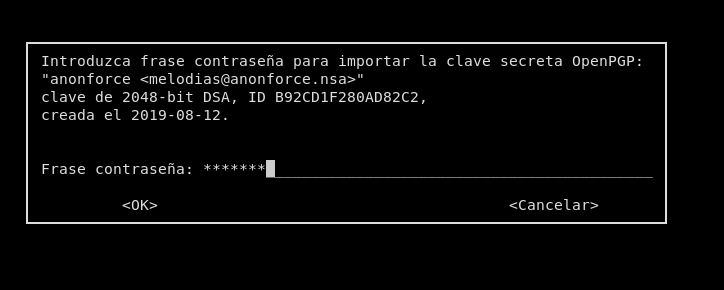 Introduzca frase contraseña para importar la clave secreta OpenPGP:
"anonforce <melodias@anonforce.nsa>"
clave de 2048-bit DSA, ID B92CD1F280AD82C2,
creada el 2019-08-12.
Frase contraseña: *******_______________________________________
<OK> <Cancelar>